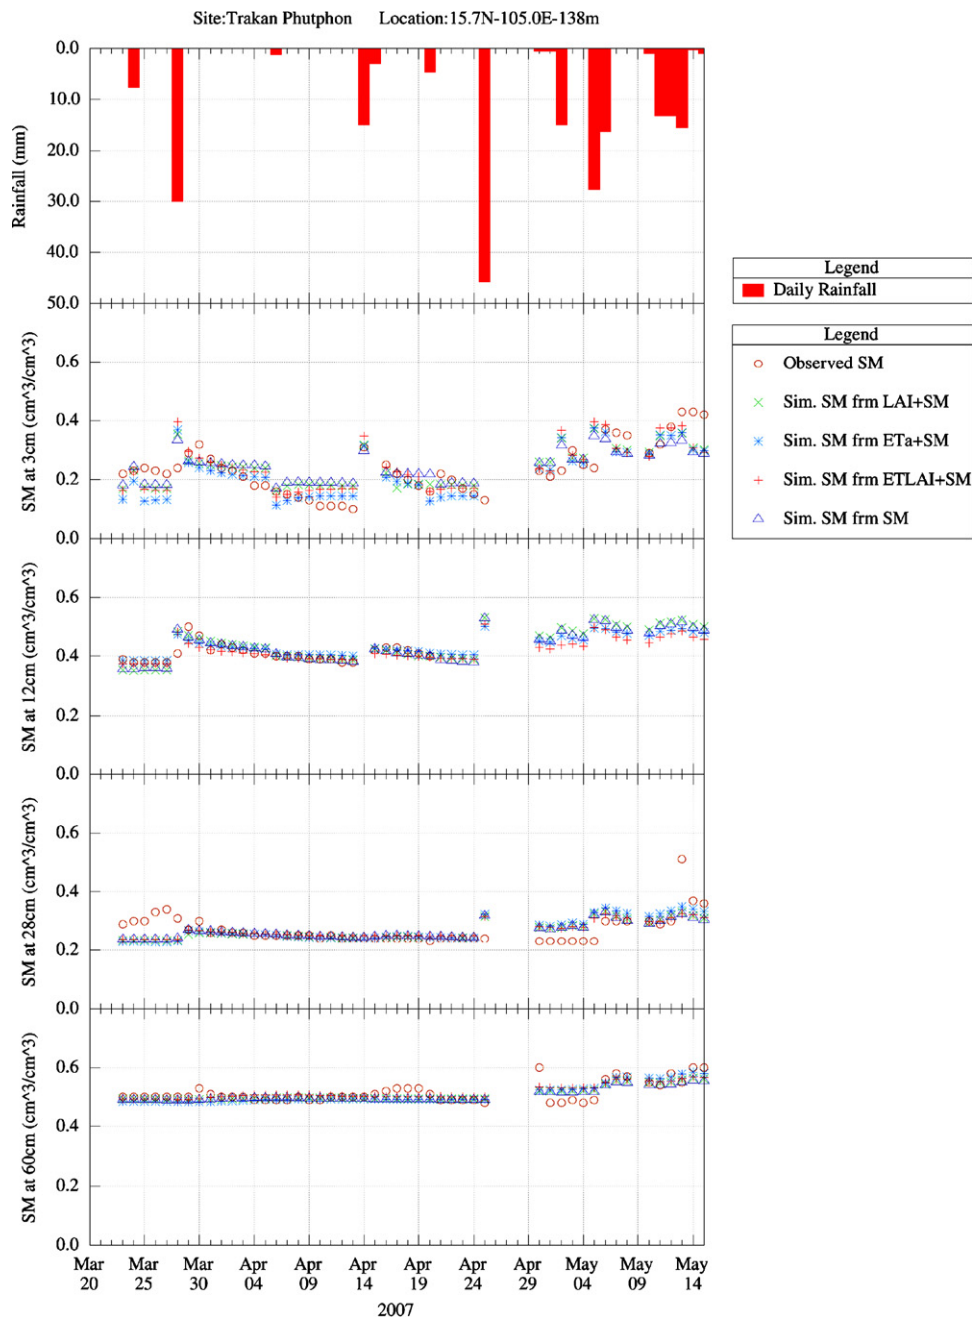 Site:Trakan Phutphon Location:15.7N-105.0E-138m
Rainfall (mm)
0.0
10.0
20.0
30.0
40.0
50.0
SM at 3cm (cm^3/cm^3)
0.6
0.4
0.2
0.0
SM at 12cm (cm^3/cm^3)
0.6
0.4
0.2
0.0
SM at 28cm (cm^3/cm^3)
0.6
0.4
0.2
0.0
SM at 60cm (cm^3/cm^3)
0.6
0.4
0.2
0.0
Mar Mar Mar Apr Apr Apr Apr Apr Apr May May May
20 25 30 04 09 14 19 24 29 04 09 14
2007
Legend
Daily Rainfall
Legend
Observed SM
Sim. SM frm LAI+SM
Sim. SM frm ETa+SM
Sim. SM frm ETLAI+SM
Sim. SM frm SM